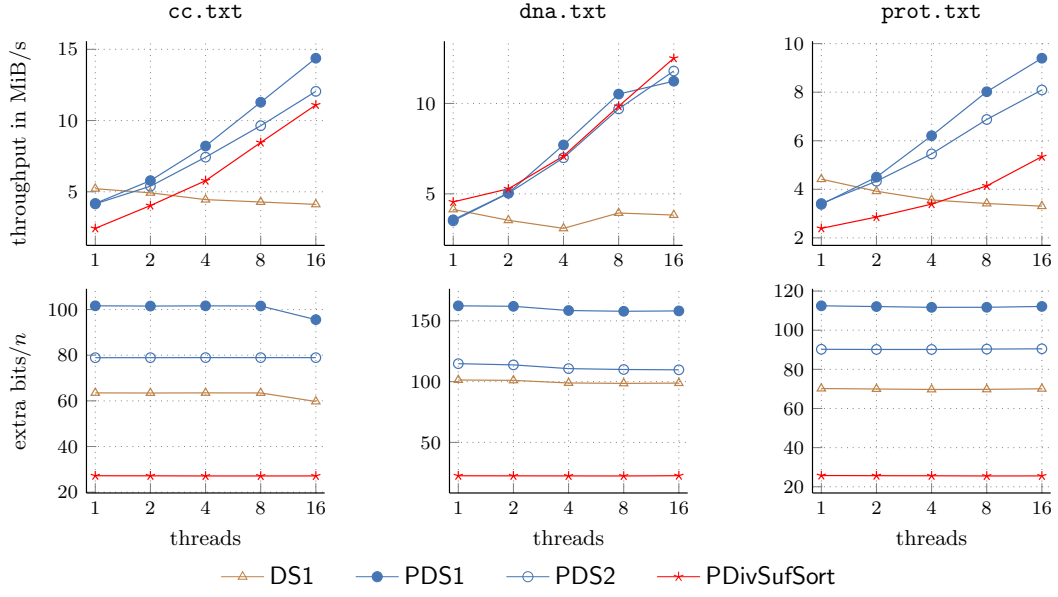 cc.txt dna.txt prot.txt
throughput in MiB/s
15
10
5
1 2 4 8 16
10
5
1 2 4 8 16
10
8
6
4
2
1 2 4 8 16
extra bits/n
100
80
60
40
20
1 2 4 8 16
threads
150
100
50
1 2 4 8 16
threads
120
100
80
60
40
20
1 2 4 8 16
threads
DS1 PDS1 PDS2 PDivSufSort